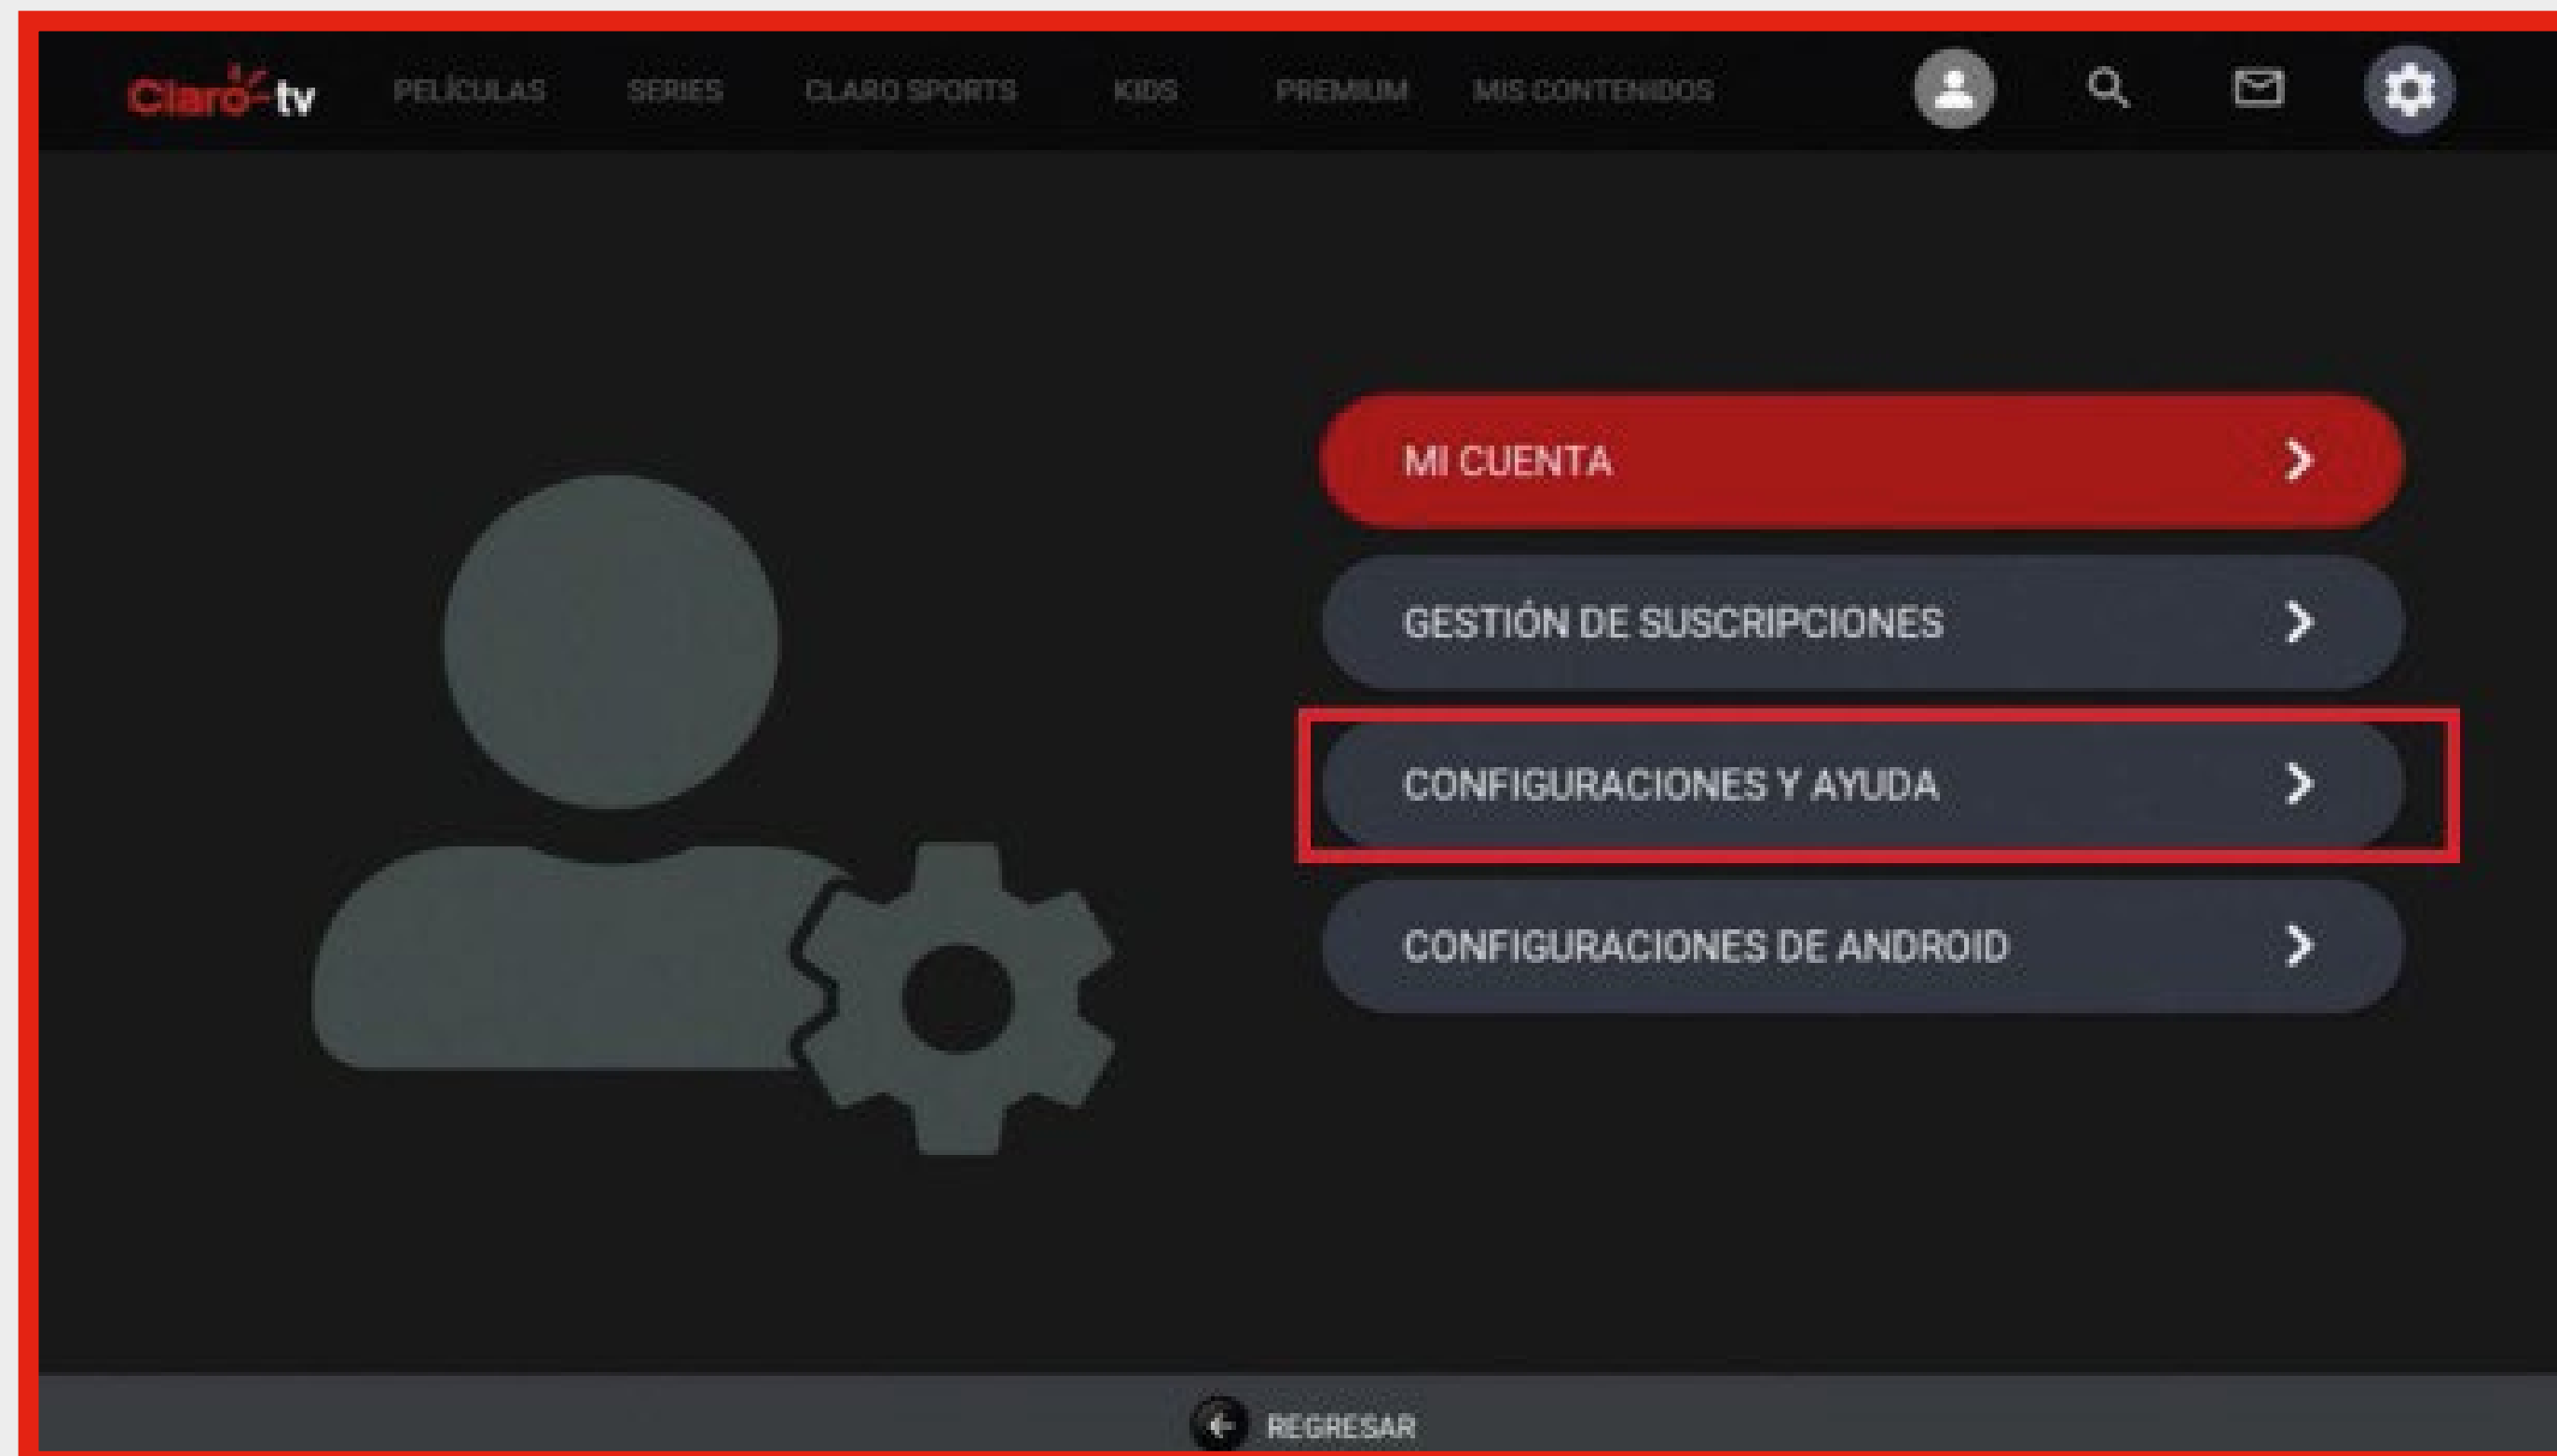 Claro-tv PELÍCULAS SERIES CLARO SPORTS KIDS PREMIUM MIS CONTENIDOS
MI CUENTA
GESTIÓN DE SUSCRIPCIONES
CONFIGURACIONES Y AYUDA
CONFIGURACIONES DE ANDROID
REGRESAR